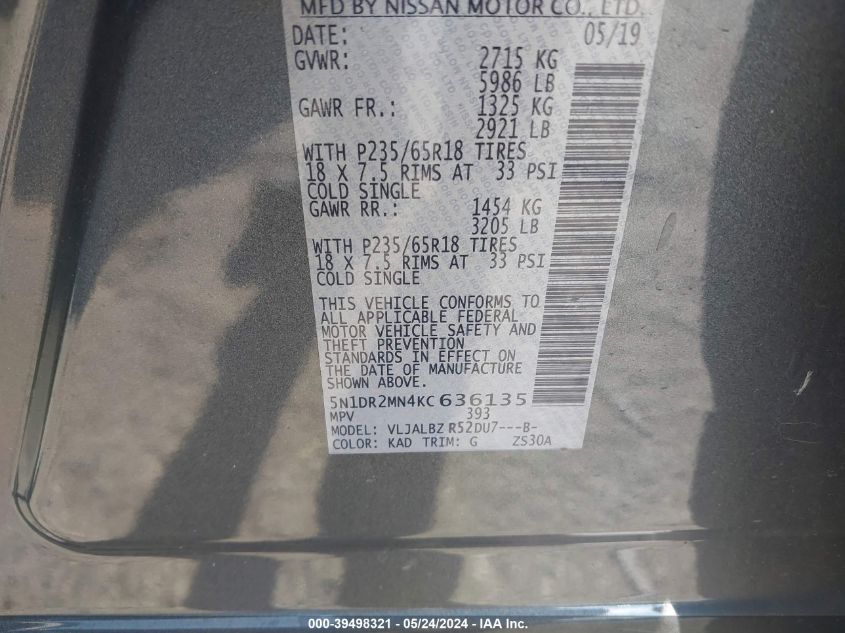 MFD BY NISSAN MOTOR CO., LTD.
DATE: 05/19
GVWR: 2715 KG
5986 LB
GAWR FR.: 1325 KG
2921 LB
WITH P235/65R18 TIRES
18 X 7.5 RIMS AT 33 PSI
COLD SINGLE
GAWR RR.: 1454 KG
3205 LB
WITH P235/65R18 TIRES
18 X 7.5 RIMS AT 33 PSI
COLD SINGLE
THIS VEHICLE CONFORMS TO
ALL APPLICABLE FEDERAL
MOTOR VEHICLE SAFETY AND
THEFT PREVENTION
STANDARDS IN EFFECT ON
THE DATE OF MANUFACTURE
SHOWN ABOVE.
5N1DR2MN4KC 636135
MPV 393
MODEL: VLJALBZ R52DU7---B-
COLOR: KAD TRIM: G ZS30A
000-39498321 - 05/24/2024 - IAA Inc.